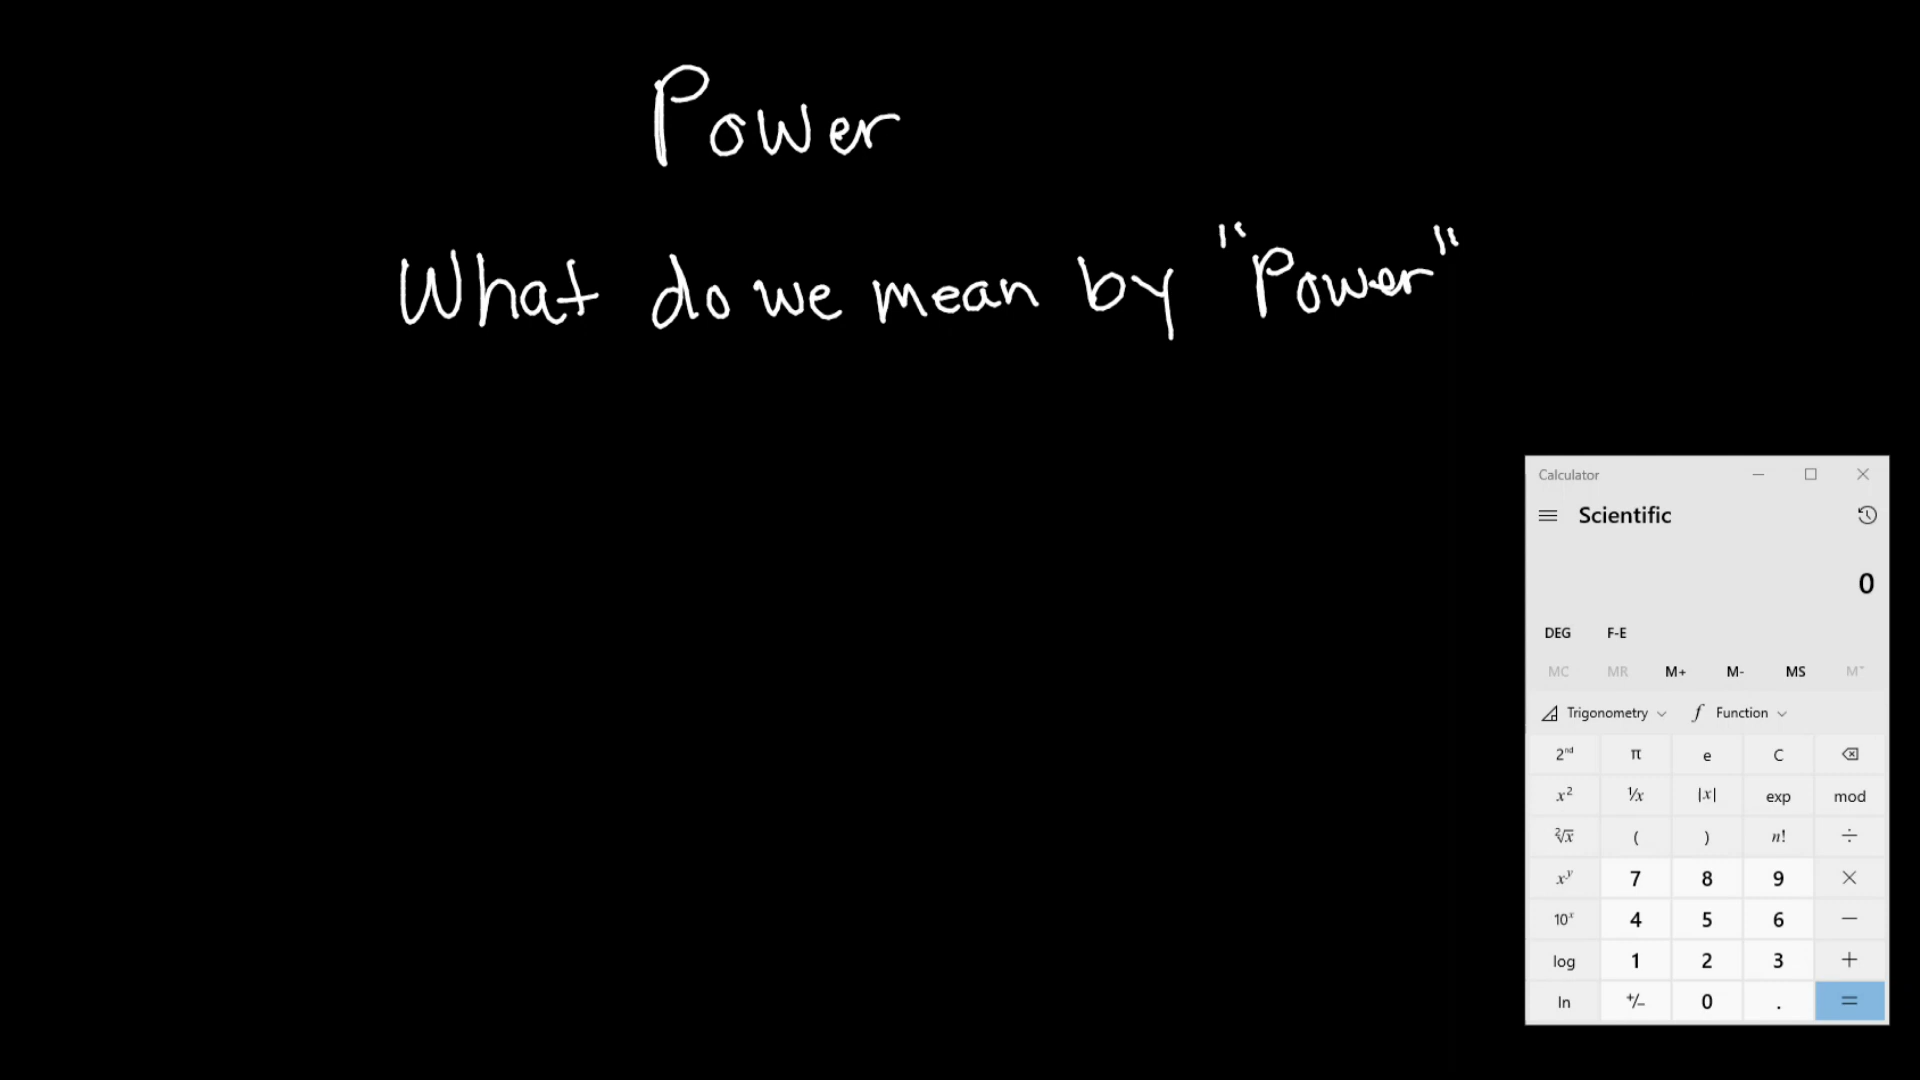 Power
What do we mean by "Power"
Calculator
Scientific
0
DEG F-E
MC MR M+ M- MS M˅
Trigonometry f Function
2ⁿᵈ π e C
x² ¹/x |x| exp mod
²√x ( ) n! ÷
xʸ 7 8 9 ×
10ˣ 4 5 6 −
log 1 2 3 +
ln +/− 0 . =